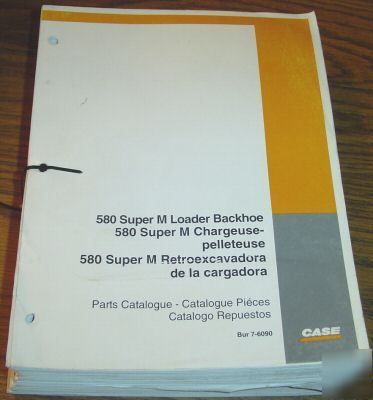 580 Super M Loader Backhoe
580 Super M Chargeuse-
pelleteuse
580 Super M Retroexcavadora
de la cargadora
Parts Catalogue - Catalogue Piéces
Catalogo Repuestos
Bur 7-6090
CASE